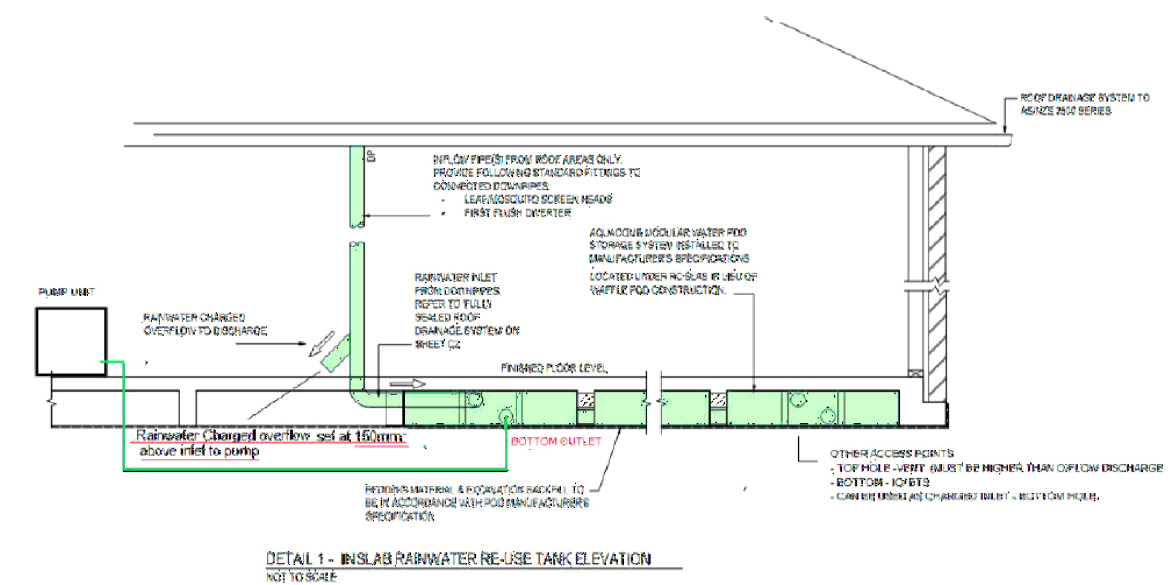 ROOF DRAINAGE SYSTEM TO
AS/NZS 3500 SERIES
DP
INFLOW PIPE(S) FROM ROOF AREAS ONLY.
PROVIDE FOLLOWING STANDARD FITTINGS TO
CONNECTED DOWNPIPES
- LEAF/MOSQUITO SCREEN HEADS
- FIRST FLUSH DIVERTER
AQUACOMB MODULAR WATER POD
STORAGE SYSTEM INSTALLED TO
MANUFACTURER'S SPECIFICATIONS
LOCATED UNDER RC SLAB IN LIEU OF
WAFFLE POD CONSTRUCTION.
RAINWATER INLET
FROM DOWNPIPES.
REFER TO FULLY
SEALED ROOF
DRAINAGE SYSTEM ON
SHEET C2
PUMP UNIT
RAINWATER CHARGED
OVERFLOW TO DISCHARGE
FINISHED FLOOR LEVEL
Rainwater Charged overflow set at 150mm
above inlet to pump
BOTTOM OUTLET
OTHER ACCESS POINTS
- TOP HOLE -VENT (MUST BE HIGHER THAN O/FLOW DISCHARGE
- BOTTOM -
- CAN BE USED AS CHARGED INLET - BOTTOM HOLE.
BEDDING MATERIAL & EXCAVATION BACKFILL TO
BE IN ACCORDANCE WITH POD MANUFACTURER'S
SPECIFICATION
DETAIL 1 - INSLAB RAINWATER RE-USE TANK ELEVATION
NOT TO SCALE